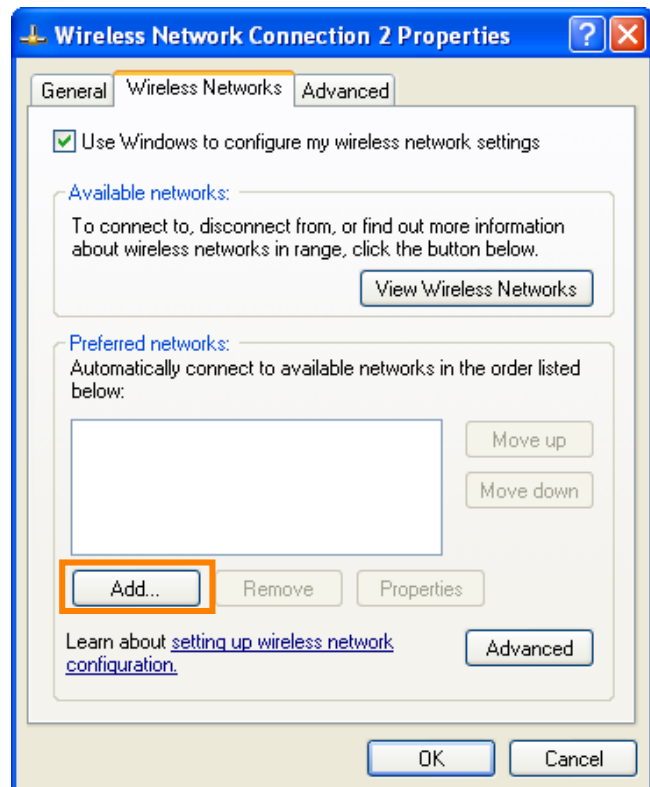 Wireless Network Connection 2 Properties
General Wireless Networks Advanced
Use Windows to configure my wireless network settings
Available networks:
To connect to, disconnect from, or find out more information
about wireless networks in range, click the button below.
View Wireless Networks
Preferred networks:
Automatically connect to available networks in the order listed
below:
Move up
Move down
Add... Remove Properties
Learn about setting up wireless network
configuration.
Advanced
OK Cancel